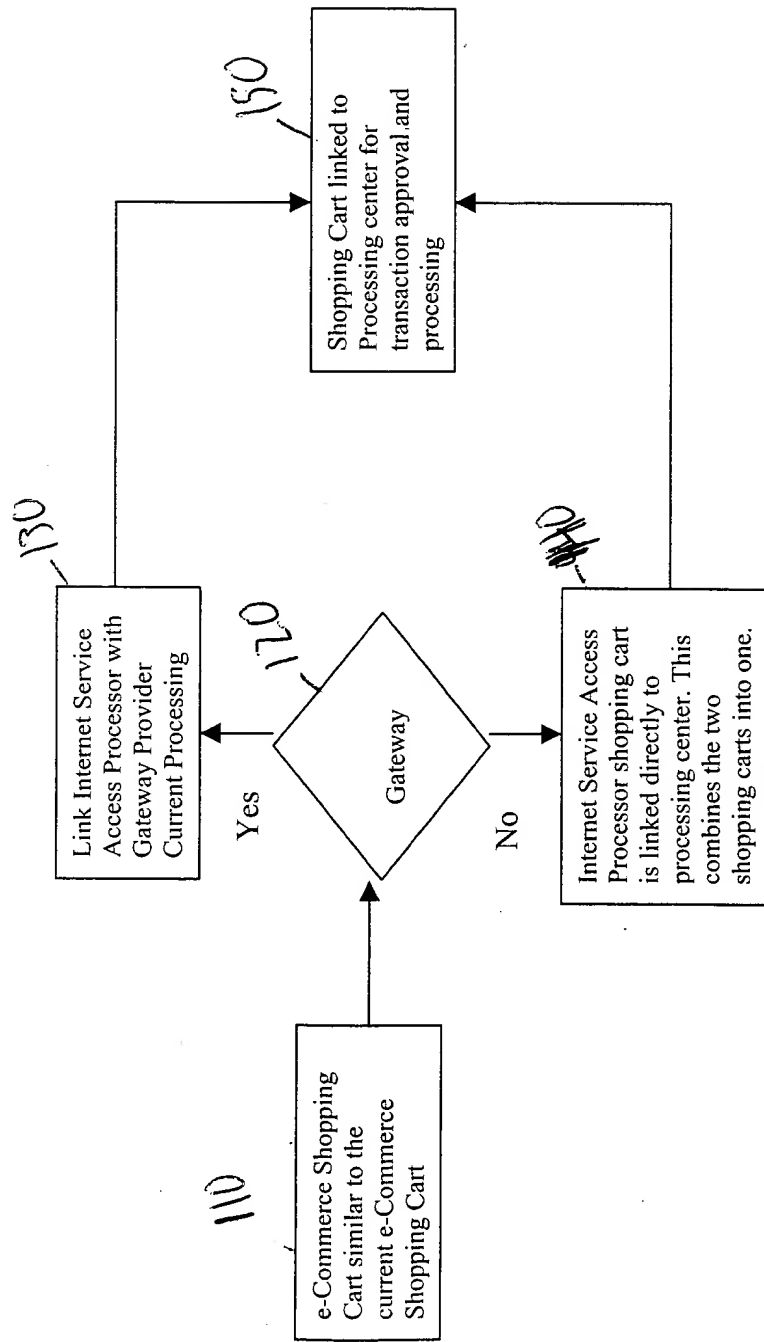 110
e-Commerce Shopping
Cart similar to the
current e-Commerce
Shopping Cart
120
Gateway
Yes
130
Link Internet Service
Access Processor with
Gateway Provider
Current Processing
No
140
Internet Service Access
Processor shopping cart
is linked directly to
processing center. This
combines the two
shopping carts into one.
150
Shopping Cart linked to
Processing center for
transaction approval and
processing